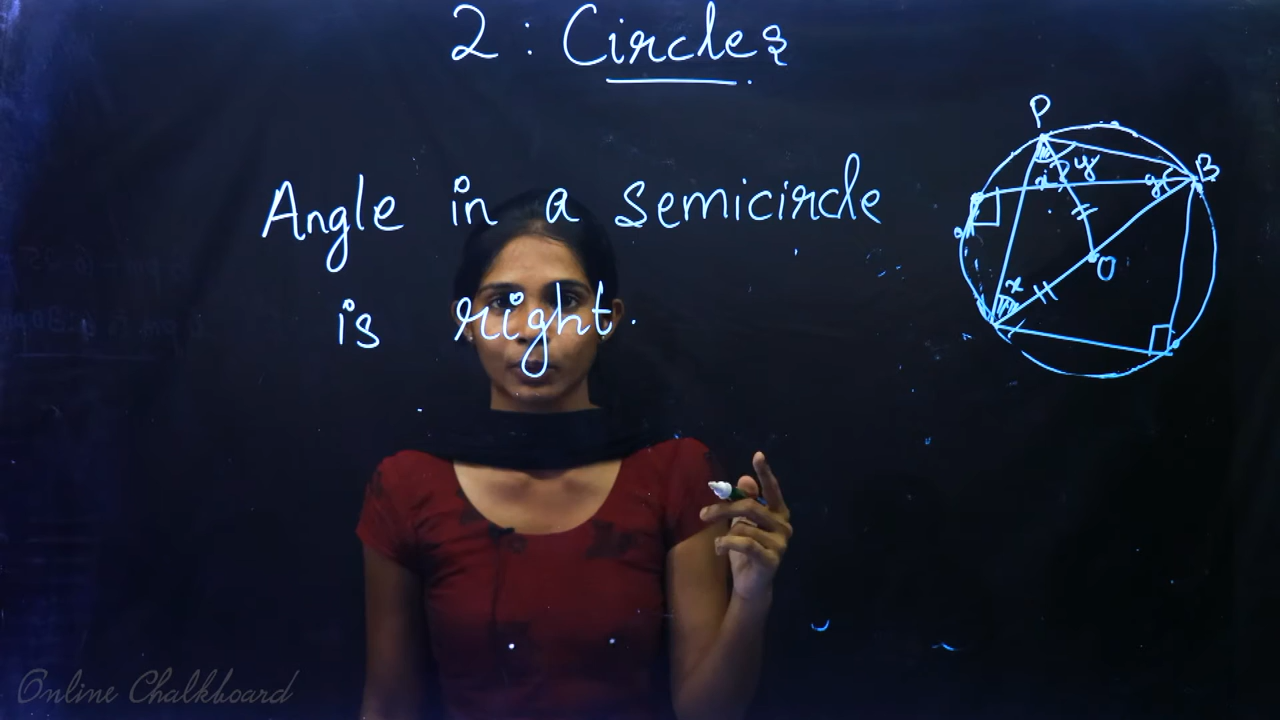 2 : Circles
Angle in a semicircle
is right.
P
B
x
y
y
O
x
Online Chalkboard